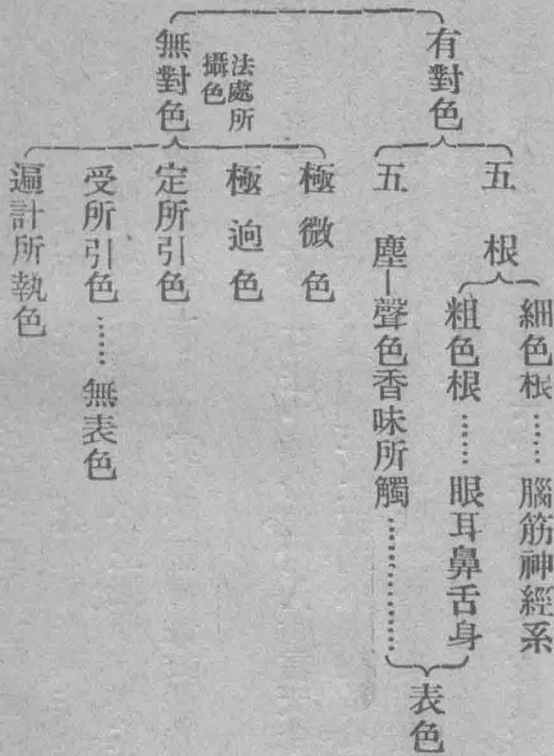 有對色
五根
細色根……腦筋神經系
粗色根……眼耳鼻舌身
五塵—聲色香味所觸……
表色
無對色
法處所
攝色
極微色
極迥色
定所引色
受所引色……無表色
遍計所執色